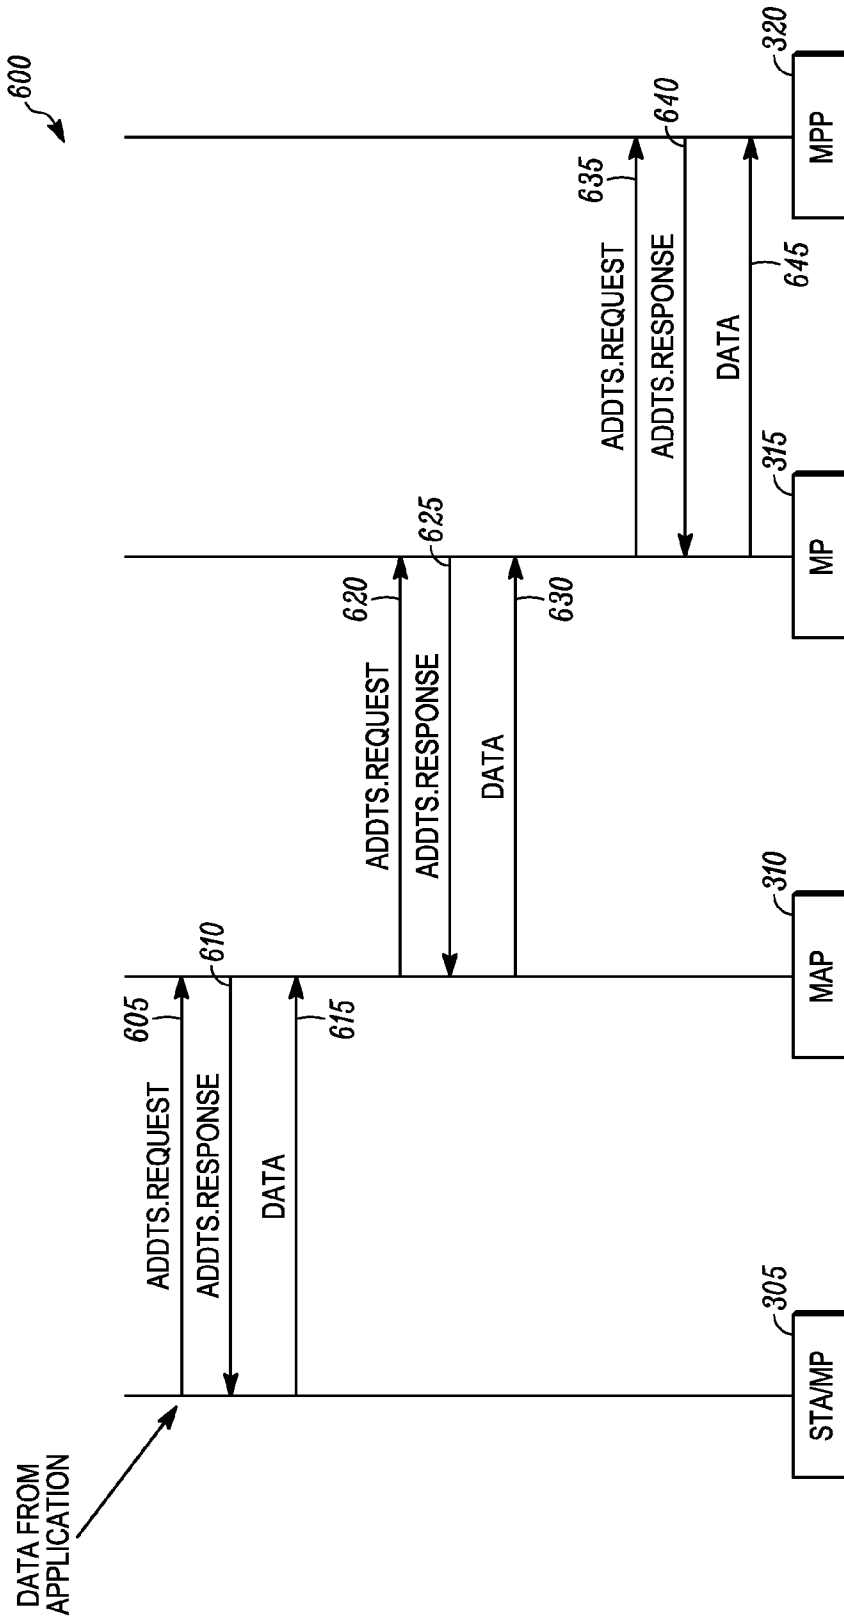 600
DATA FROM
APPLICATION
ADDTS.REQUEST
605
ADDTS.RESPONSE
610
DATA
615
ADDTS.REQUEST
620
ADDTS.RESPONSE
625
DATA
630
ADDTS.REQUEST
635
ADDTS.RESPONSE
640
DATA
645
STA/MP
305
MAP
310
MP
315
MPP
320